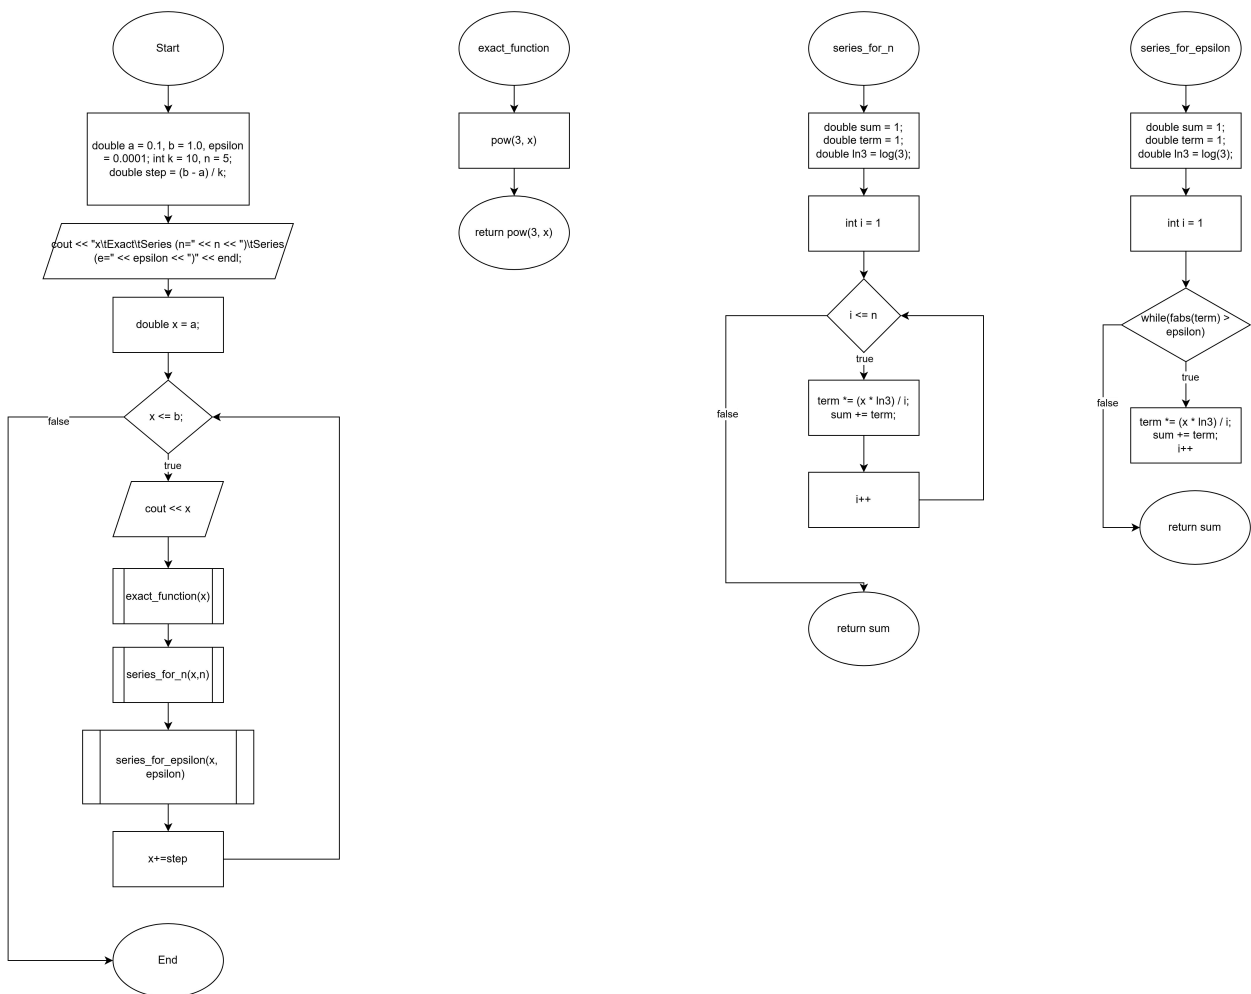 Start
double a = 0.1, b = 1.0, epsilon
= 0.0001; int k = 10, n = 5;
double step = (b - a) / k;
cout << "x\tExact\tSeries (n=" << n << ")\tSeries
(e=" << epsilon << ")" << endl;
double x = a;
x <= b;
false
true
cout << x
exact_function(x)
series_for_n(x,n)
series_for_epsilon(x,
epsilon)
x+=step
End
exact_function
pow(3, x)
return pow(3, x)
series_for_n
double sum = 1;
double term = 1;
double ln3 = log(3);
int i = 1
i <= n
true
false
term *= (x * ln3) / i;
sum += term;
i++
return sum
series_for_epsilon
double sum = 1;
double term = 1;
double ln3 = log(3);
int i = 1
while(fabs(term) >
epsilon)
true
false
term *= (x * ln3) / i;
sum += term;
i++
return sum